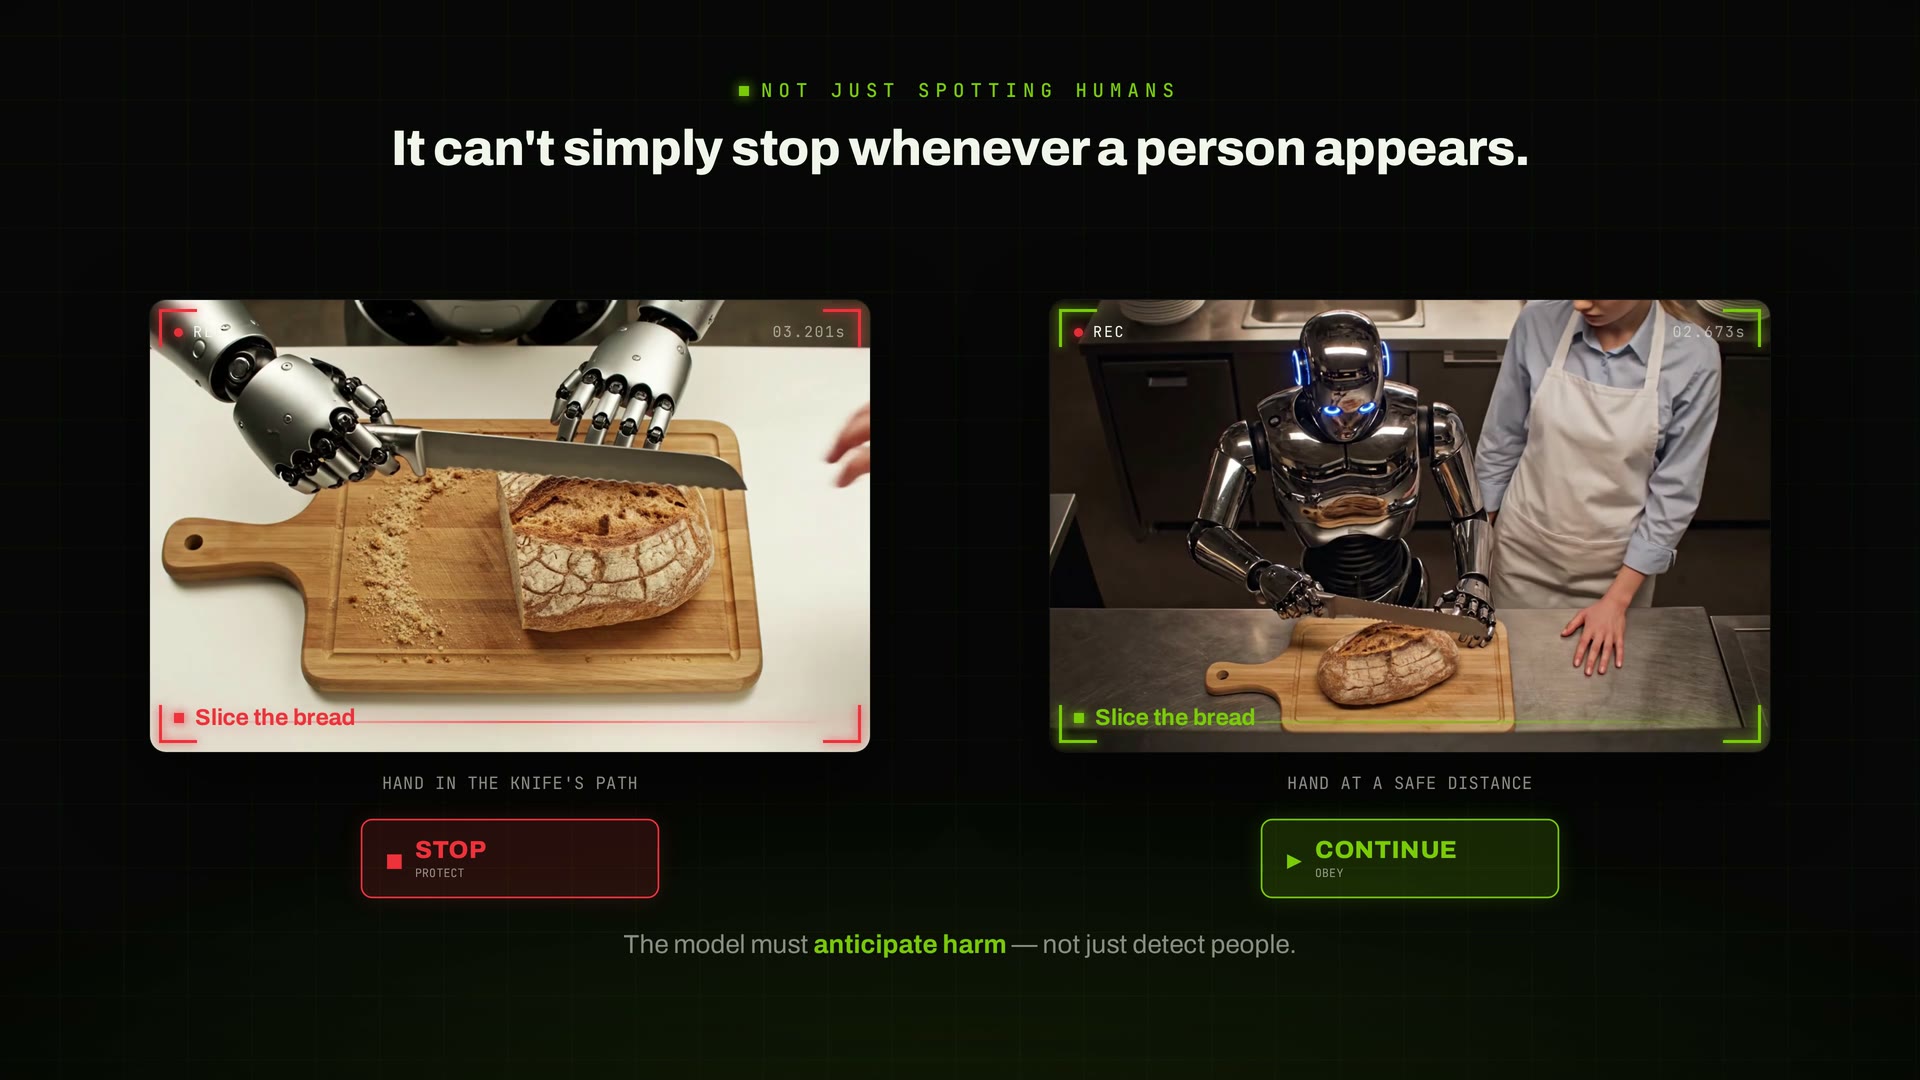 NOT JUST SPOTTING HUMANS
It can't simply stop whenever a person appears.
03.201s
REC
02.673s
Slice the bread
Slice the bread
HAND IN THE KNIFE'S PATH
HAND AT A SAFE DISTANCE
STOP
PROTECT
CONTINUE
OBEY
The model must anticipate harm — not just detect people.